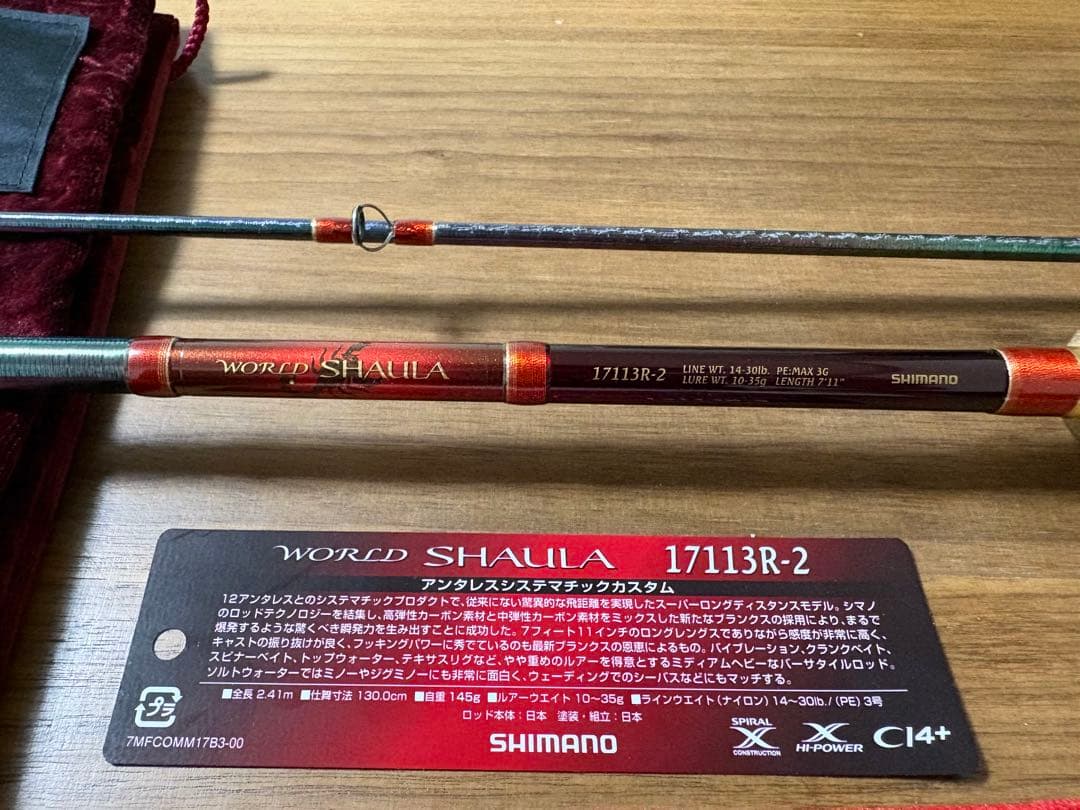 WORLD SHAULA
17113R-2
LINE WT. 14-30lb. PE:MAX 3G
LURE WT. 10-35g LENGTH 7'11"
SHIMANO
WORLD SHAULA 17113R-2
アンタレスシステマチックカスタム
12アンタレスとのシステマチックプロダクトで、従来にない驚異的な飛距離を実現したスーパーロングディスタンスモデル。シマノ
のロッドテクノロジーを結集し、高弾性カーボン素材と中弾性カーボン素材をミックスした新たなブランクスの採用により、まるで
爆発するような驚くべき瞬発力を生み出すことに成功した。7フィート11インチのロングレングスでありながら感度が非常に高く、
キャストの振り抜けが良く、フッキングパワーに秀でているのも最新ブランクスの恩恵によるもの。バイブレーション、クランクベイト、
スピナーベイト、トップウォーター、テキサスリグなど、やや重めのルアーを得意とするミディアムヘビーなバーサタイルロッド。
ソルトウォーターではミノーやジグミノーにも非常に面白く、ウェーディングでのシーバスなどにもマッチする。
■全長 2.41m ■仕舞寸法 130.0cm ■自重 145g ■ルアーウエイト 10〜35g ■ラインウエイト(ナイロン) 14〜30lb./(PE) 3号
ロッド本体:日本 塗装・組立:日本
プラ
7MFCOMM17B3-00
SHIMANO
SPIRAL X CONSTRUCTION
X HI-POWER
CI4+